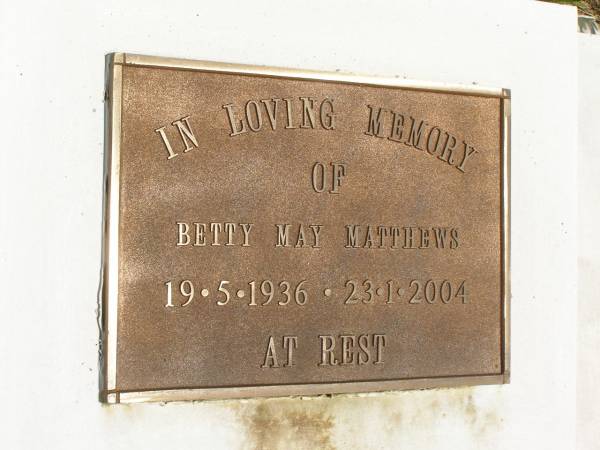 IN LOVING MEMORY
OF
BETTY MAY MATTHEWS
19·5·1936 · 23·1·2004
AT REST